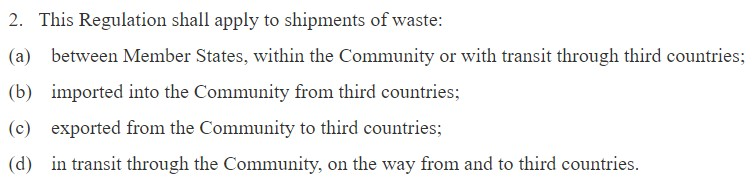 2. This Regulation shall apply to shipments of waste:
(a) between Member States, within the Community or with transit through third countries;
(b) imported into the Community from third countries;
(c) exported from the Community to third countries;
(d) in transit through the Community, on the way from and to third countries.